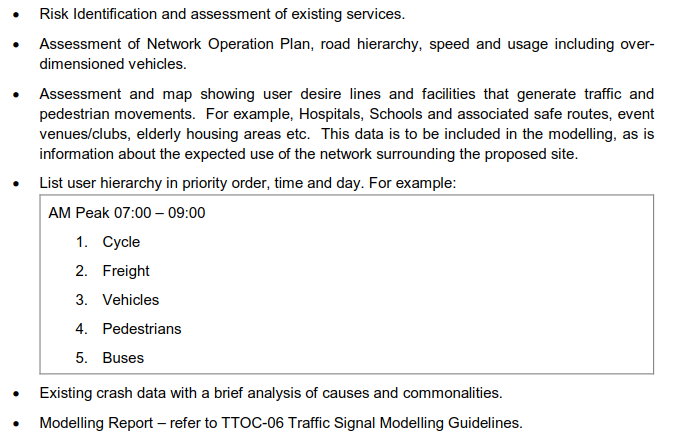 • Risk Identification and assessment of existing services.
• Assessment of Network Operation Plan, road hierarchy, speed and usage including over-
dimensioned vehicles.
• Assessment and map showing user desire lines and facilities that generate traffic and
pedestrian movements. For example, Hospitals, Schools and associated safe routes, event
venues/clubs, elderly housing areas etc. This data is to be included in the modelling, as is
information about the expected use of the network surrounding the proposed site.
• List user hierarchy in priority order, time and day. For example:
AM Peak 07:00 – 09:00
1. Cycle
2. Freight
3. Vehicles
4. Pedestrians
5. Buses
• Existing crash data with a brief analysis of causes and commonalities.
• Modelling Report – refer to TTOC-06 Traffic Signal Modelling Guidelines.